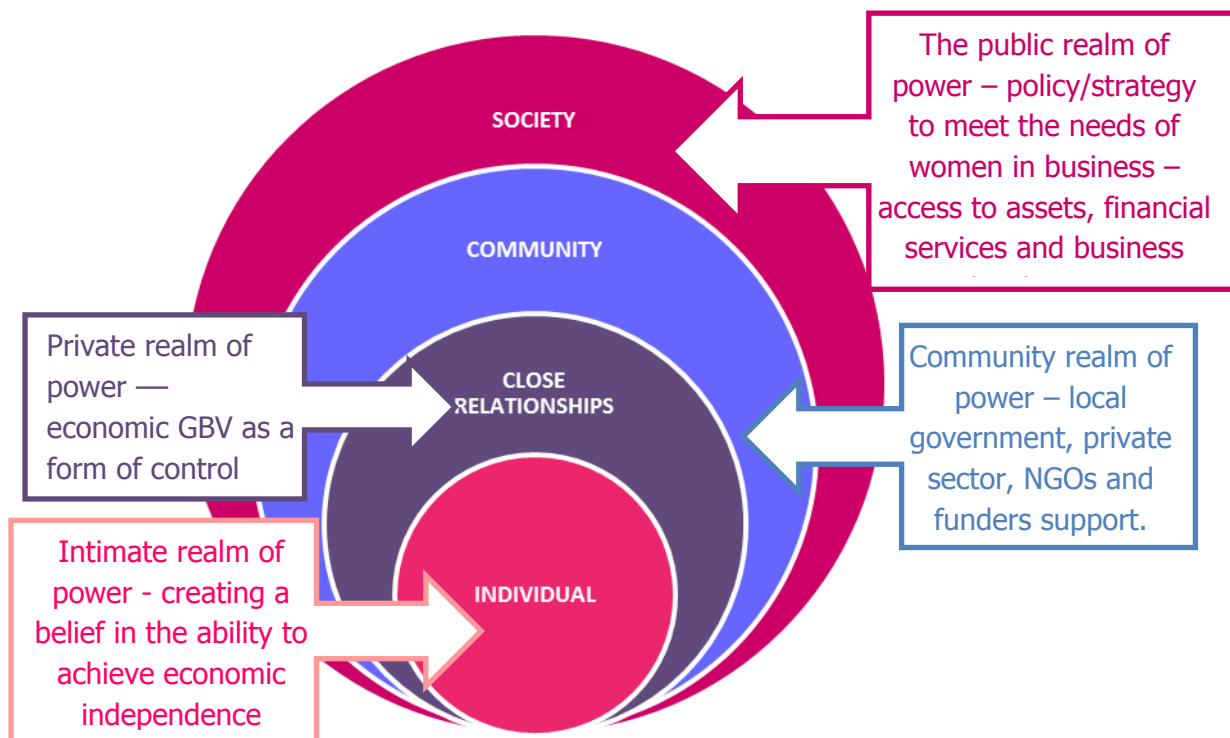 The public realm of
power – policy/strategy
to meet the needs of
women in business –
access to assets, financial
services and business
SOCIETY
COMMUNITY
Private realm of
power —
economic GBV as a
form of control
CLOSE
RELATIONSHIPS
Community realm of
power – local
government, private
sector, NGOs and
funders support.
Intimate realm of
power - creating a
belief in the ability to
achieve economic
independence
INDIVIDUAL